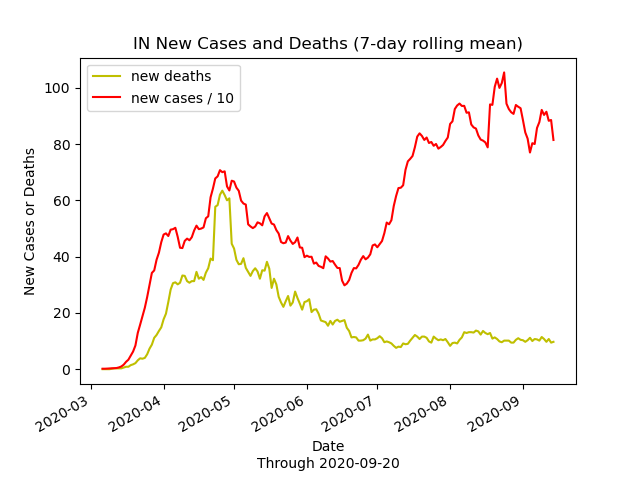 IN New Cases and Deaths (7-day rolling mean)
new deaths
new cases / 10
New Cases or Deaths
100
80
60
40
20
0
2020-03
2020-04
2020-05
2020-06
2020-07
2020-08
2020-09
Date
Through 2020-09-20